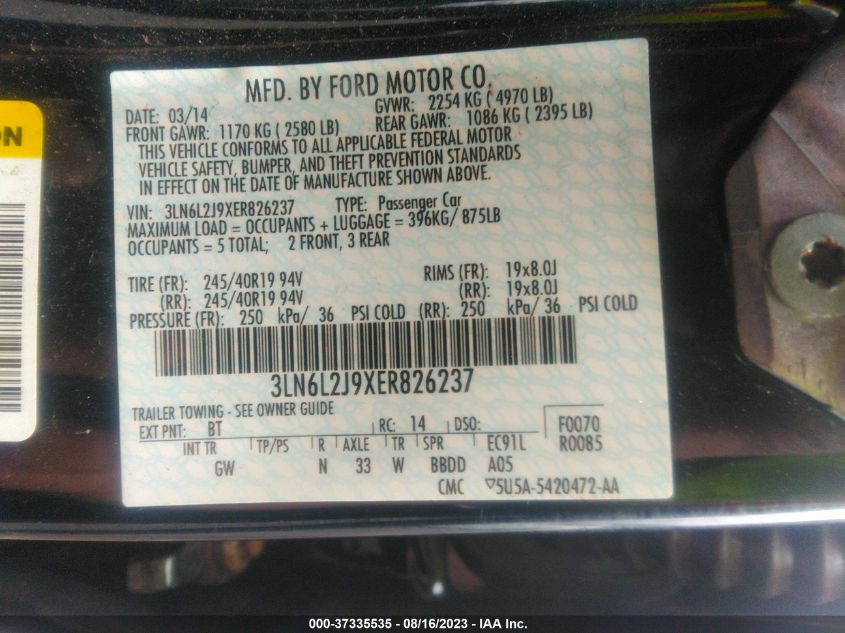 ON
MFD. BY FORD MOTOR CO.
DATE: 03/14 GVWR: 2254 KG ( 4970 LB)
FRONT GAWR: 1170 KG ( 2580 LB) REAR GAWR: 1086 KG ( 2395 LB)
THIS VEHICLE CONFORMS TO ALL APPLICABLE FEDERAL MOTOR
VEHICLE SAFETY, BUMPER, AND THEFT PREVENTION STANDARDS
IN EFFECT ON THE DATE OF MANUFACTURE SHOWN ABOVE.
VIN: 3LN6L2J9XER826237 TYPE: Passenger Car
MAXIMUM LOAD = OCCUPANTS + LUGGAGE = 396KG/ 875LB
OCCUPANTS = 5 TOTAL; 2 FRONT, 3 REAR
TIRE (FR): 245/40R19 94V RIMS (FR): 19x8.0J
(RR): 245/40R19 94V (RR): 19x8.0J
PRESSURE (FR): 250 kPa/ 36 PSI COLD (RR): 250 kPa/ 36 PSI COLD
3LN6L2J9XER826237
TRAILER TOWING - SEE OWNER GUIDE
EXT PNT: BT RC: 14 DSO: F0070
INT TR TP/PS R AXLE TR SPR EC91L R0085
GW N 33 W BBDD A05
CMC ▽5U5A-5420472-AA
000-37335535 - 08/16/2023 - IAA Inc.